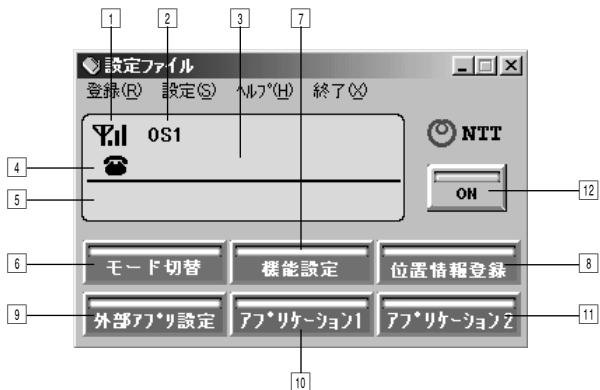 1 2 3 7
設定ファイル
登録(R) 設定(S) ヘルプ(H) 終了(X)
OS1
NTT
4
5
ON
12
6
モード切替
機能設定
位置情報登録
8
9
外部アプリ設定
アプリケーション1
アプリケーション2
11
10